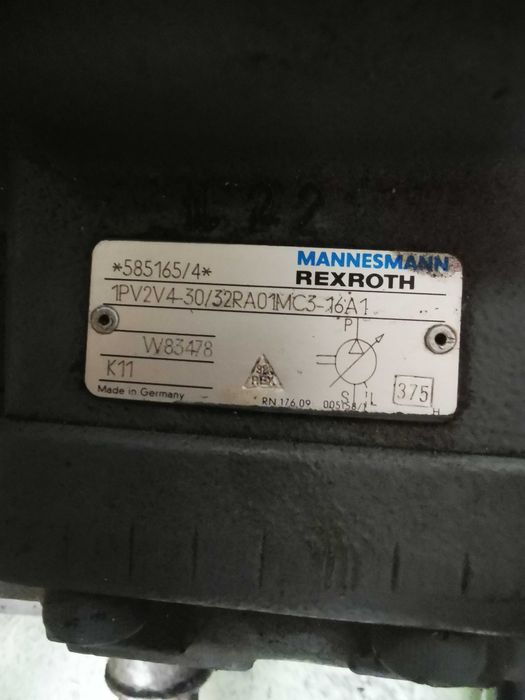 *585165/4*
MANNESMANN
REXROTH
1PV2V4-30/32RA01MC3-16A1
P
W83478
K11
S L
375
Made in Germany
RN 176.09
H